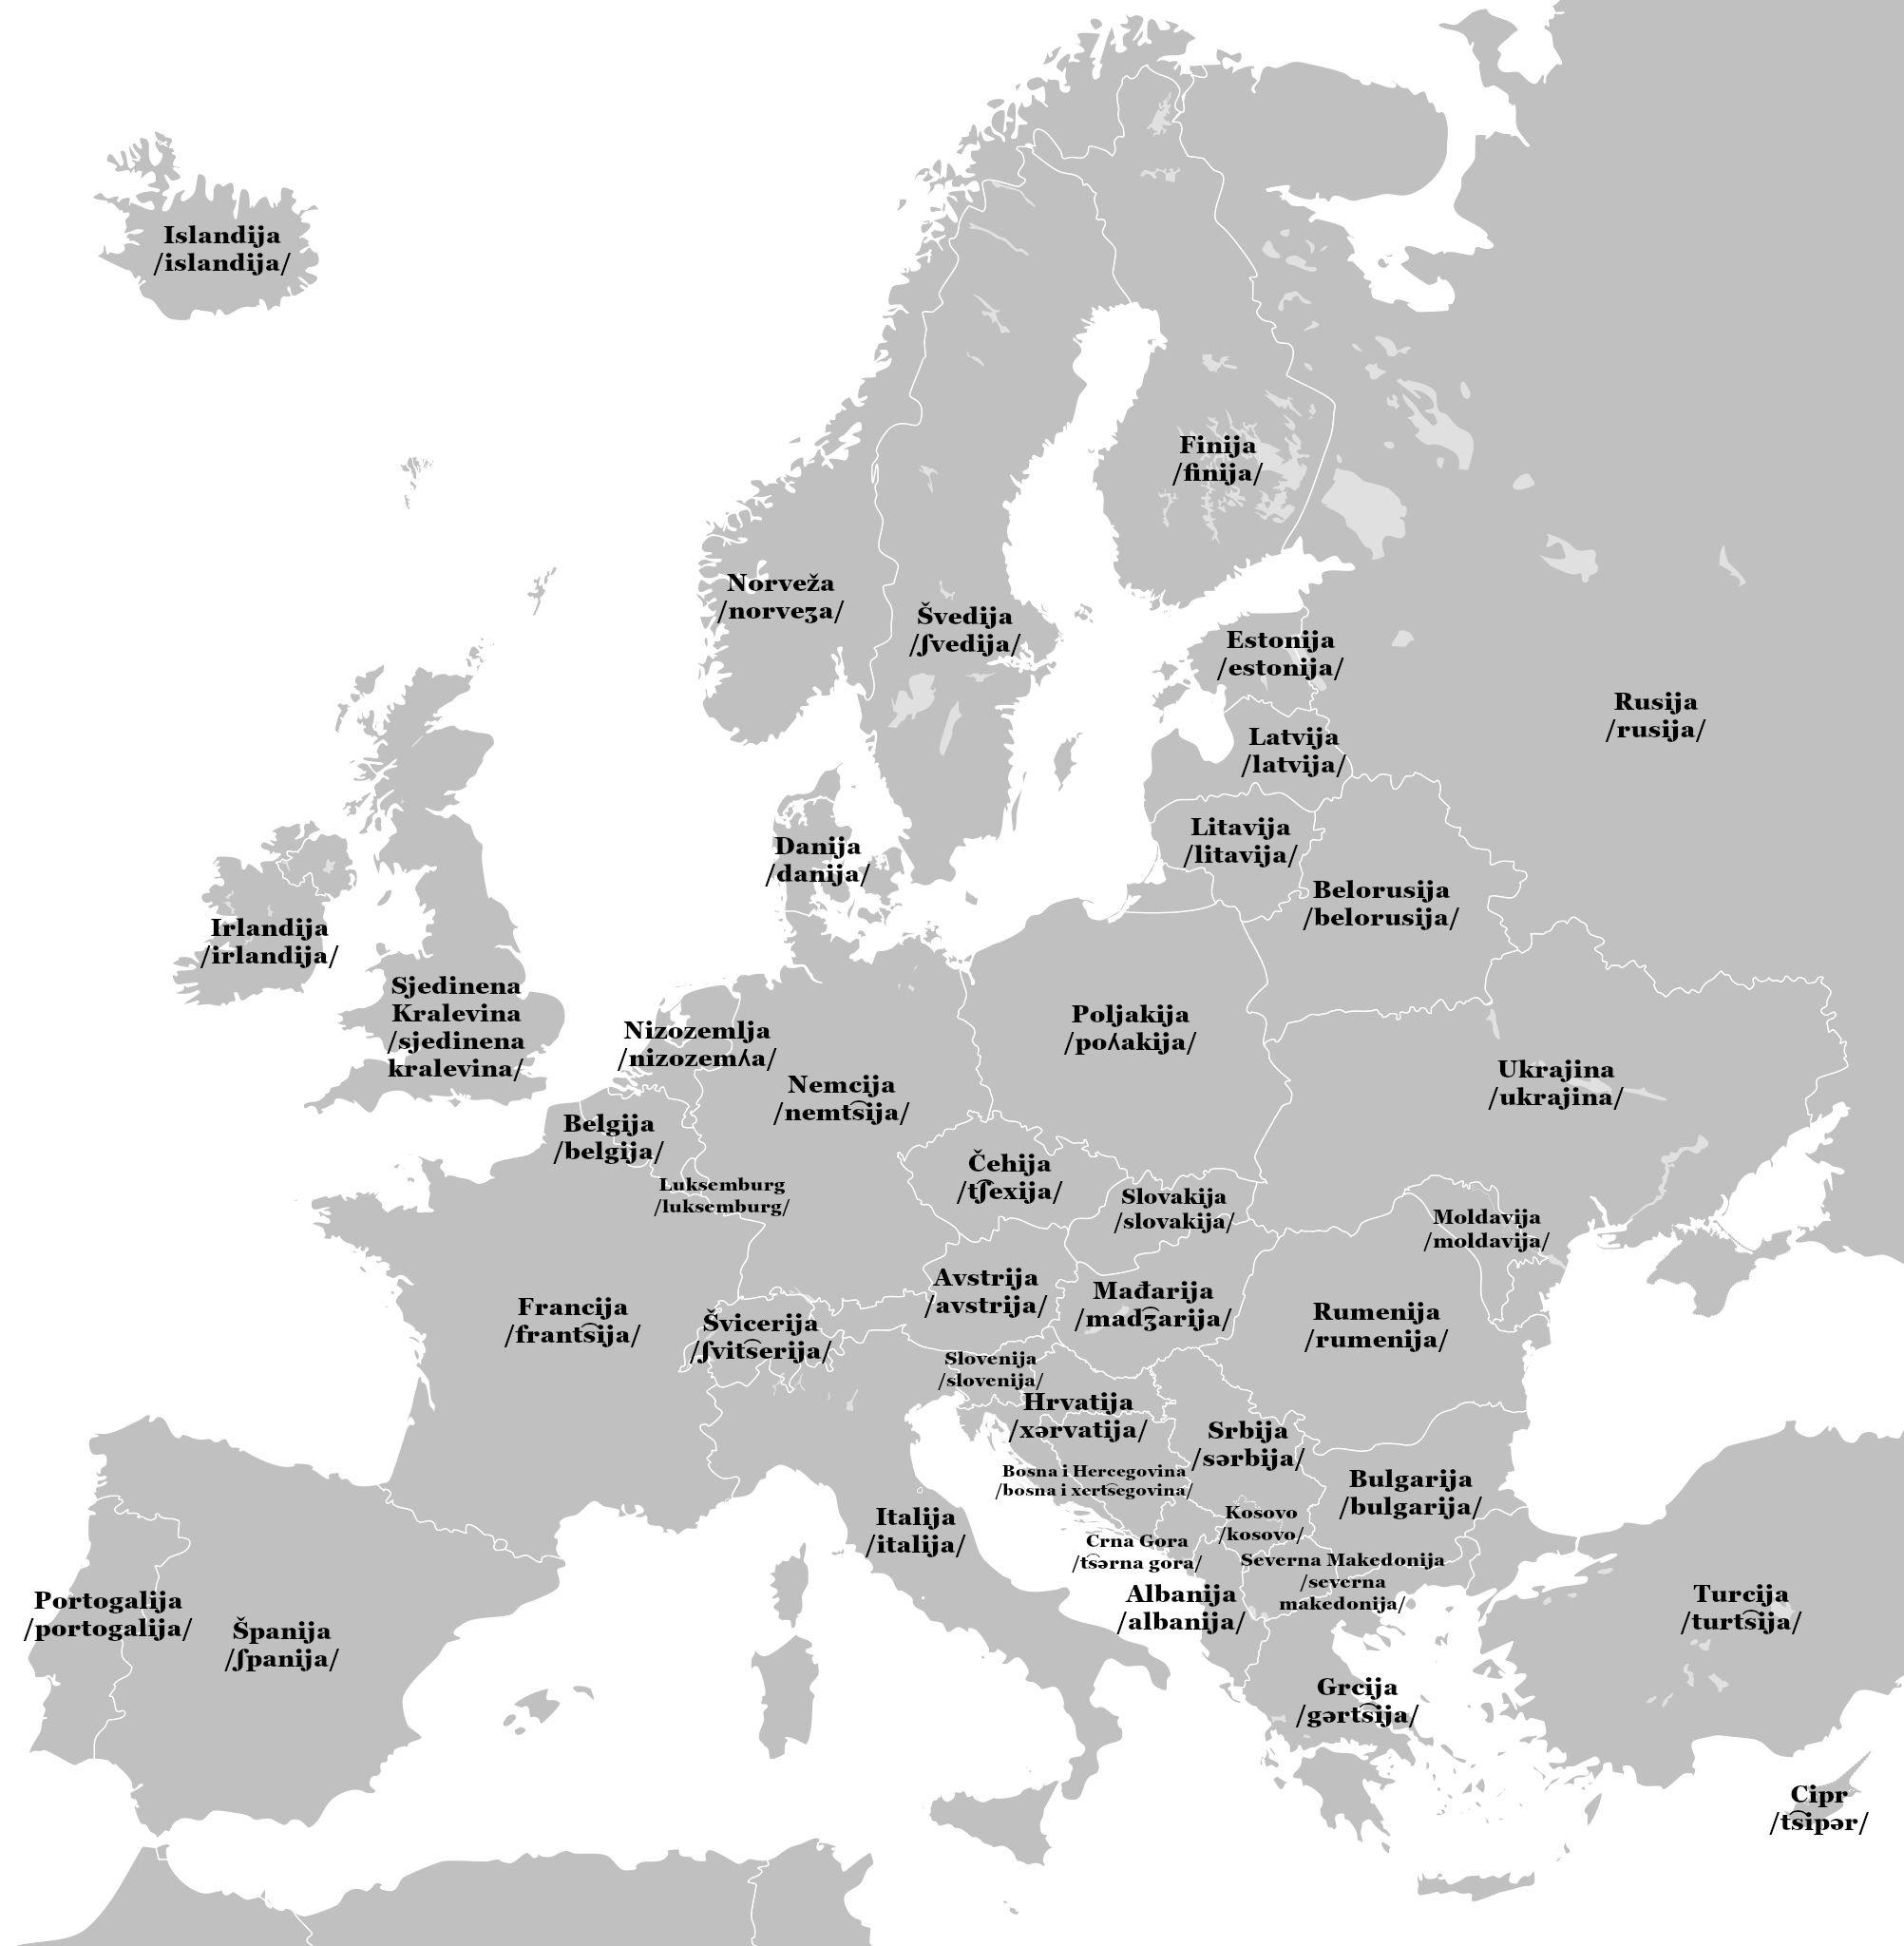 Islandija
/islandija/
Finija
/finija/
Norveža
/norveʒa/
Švedija
/ʃvedija/
Estonija
/estonija/
Rusija
/rusija/
Latvija
/latvija/
Litavija
/litavija/
Danija
/danija/
Belorusija
/belorusija/
Irlandija
/irlandija/
Sjedinena
Kralevina
/sjedinena
kralevina/
Nizozemlja
/nizozemʎa/
Poljakija
/poʎakija/
Nemcija
/nemt͡sija/
Ukrajina
/ukrajina/
Belgija
/belgija/
Čehija
/t͡ʃexija/
Luksemburg
/luksemburg/
Slovakija
/slovakija/
Moldavija
/moldavija/
Avstrija
/avstrija/
Mađarija
/mad͡ʒarija/
Francija
/frant͡sija/
Švicerija
/ʃvit͡serija/
Rumenija
/rumenija/
Slovenija
/slovenija/
Hrvatija
/xərvatija/
Srbija
/sərbija/
Bosna i Hercegovina
/bosna i xert͡segovina/
Bulgarija
/bulgarija/
Italija
/italija/
Kosovo
/kosovo/
Crna Gora
/t͡sərna gora/
Severna Makedonija
/severna
makedonija/
Albanija
/albanija/
Portogalija
/portogalija/
Španija
/ʃpanija/
Turcija
/turt͡sija/
Grcija
/gərt͡sija/
Cipr
/t͡sipər/